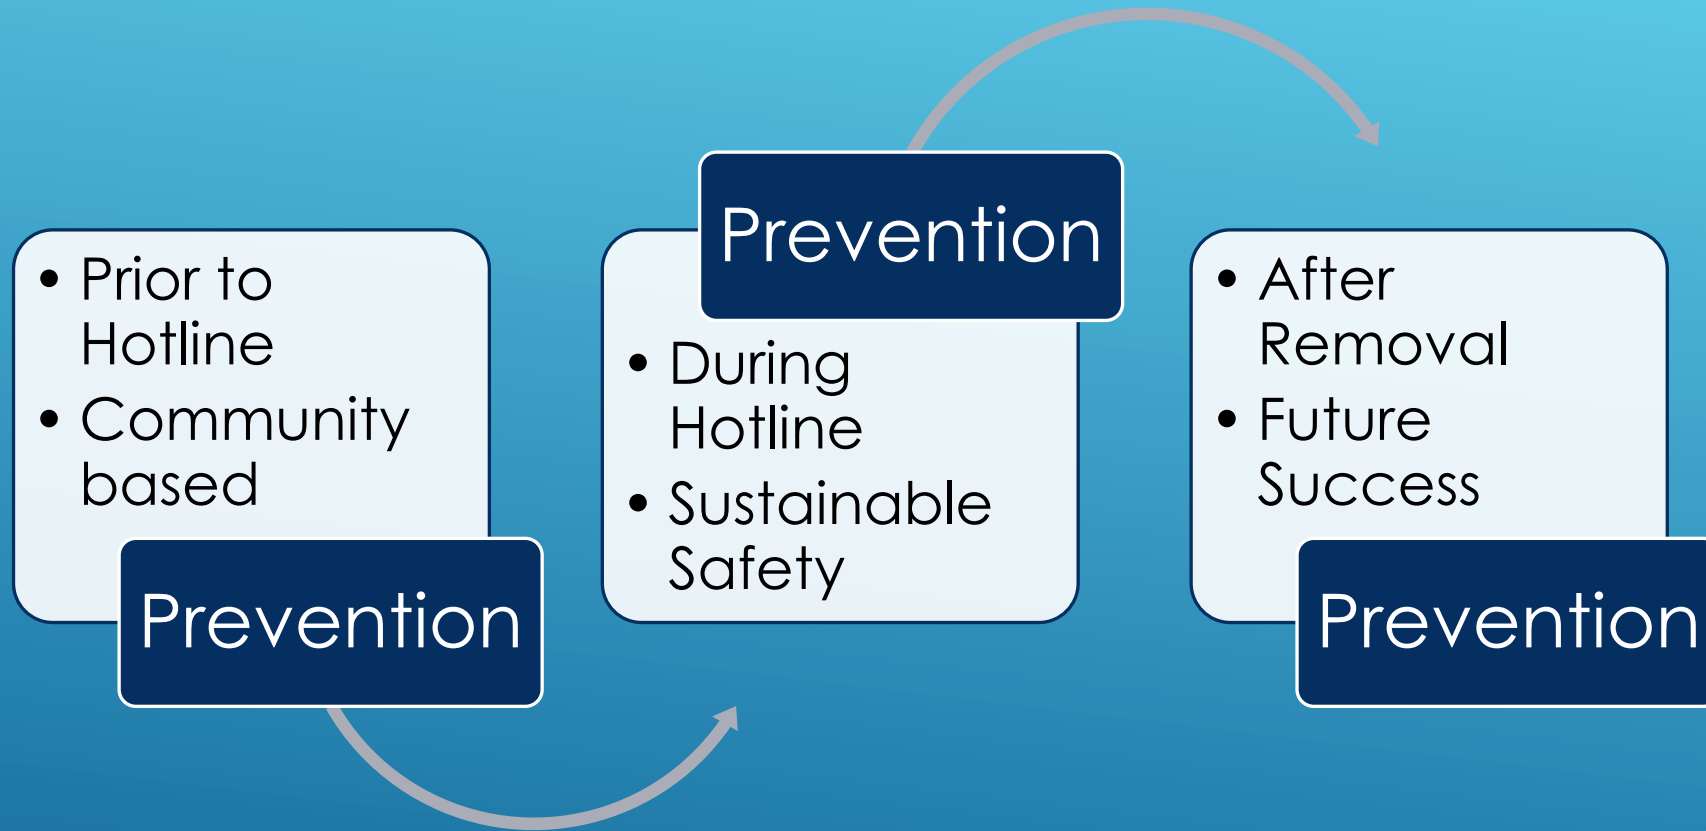 • Prior to
Hotline
• Community
based
Prevention
Prevention
• During
Hotline
• Sustainable
Safety
• After
Removal
• Future
Success
Prevention